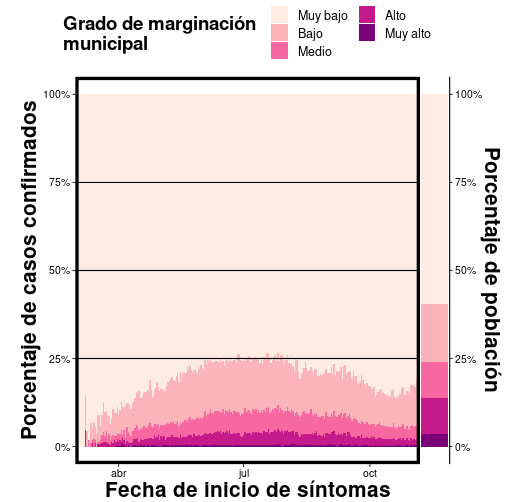 Grado de marginación
municipal
Muy bajo
Bajo
Medio
Alto
Muy alto
Porcentaje de casos confirmados
100%
75%
50%
25%
0%
100%
75%
50%
25%
0%
Porcentaje de población
abr
jul
oct
Fecha de inicio de síntomas